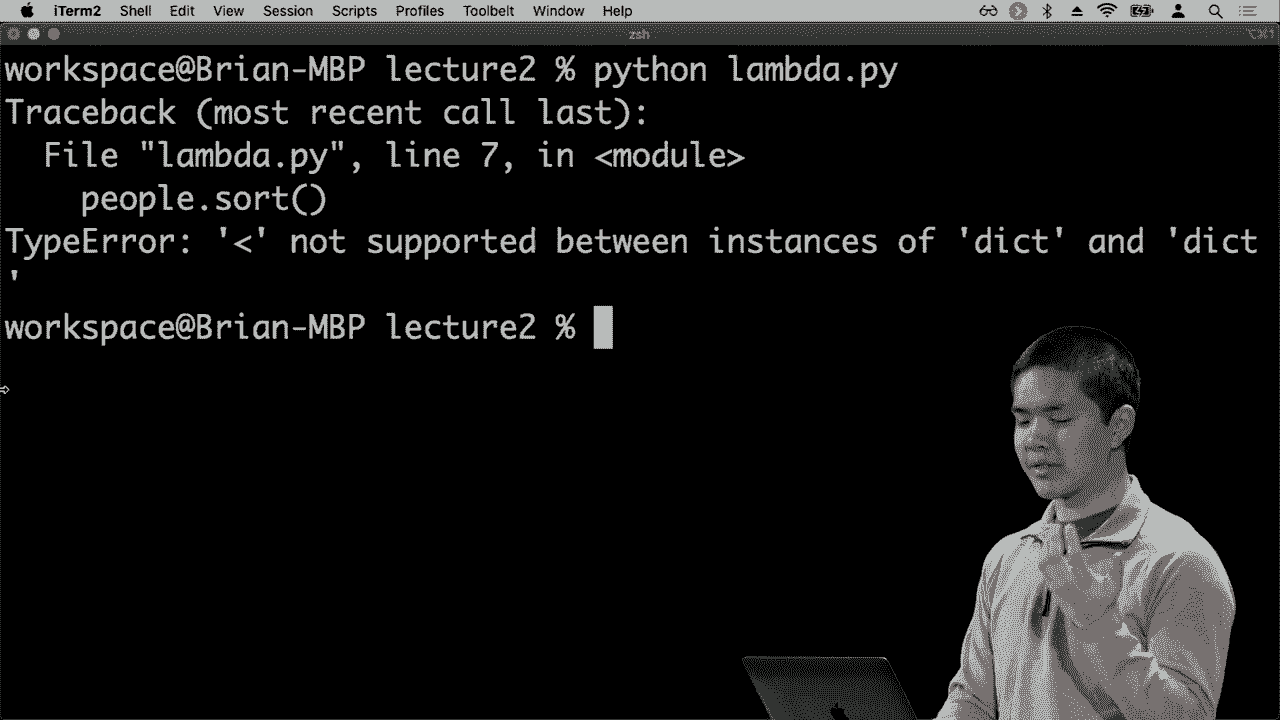 iTerm2 Shell Edit View Session Scripts Profiles Toolbelt Window Help
zsh
workspace@Brian-MBP lecture2 % python lambda.py
Traceback (most recent call last):
  File "lambda.py", line 7, in <module>
    people.sort()
TypeError: '<' not supported between instances of 'dict' and 'dict
'
workspace@Brian-MBP lecture2 %